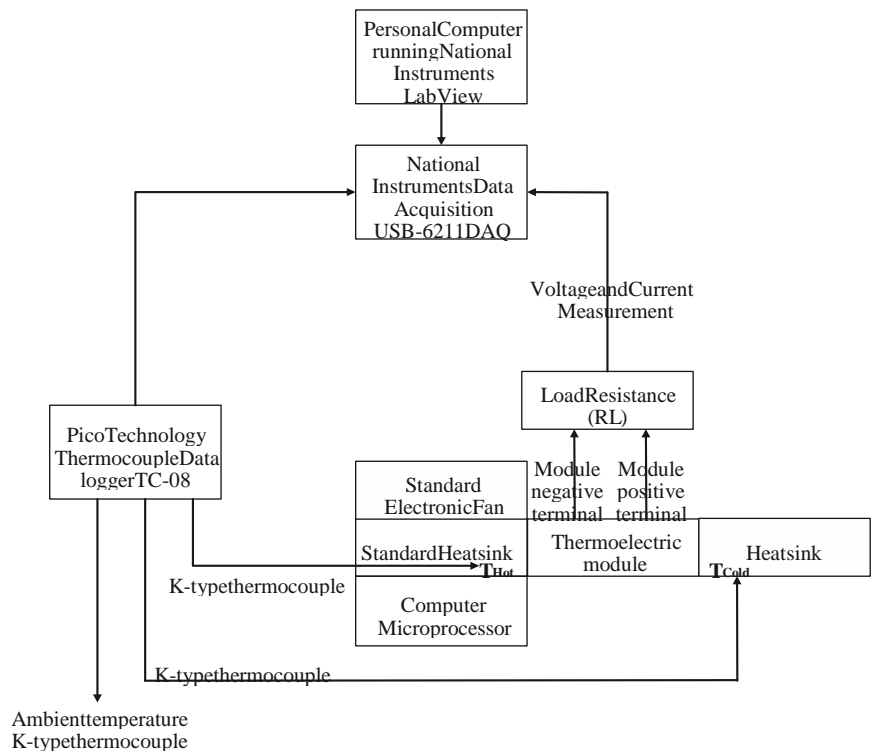 PersonalComputer
runningNational
Instruments
LabView
National
InstrumentsData
Acquisition
USB-6211DAQ
VoltageandCurrent
Measurement
LoadResistance
(RL)
PicoTechnology
ThermocoupleData
loggerTC-08
Module
negative
terminal
Module
positive
terminal
Standard
ElectronicFan
StandardHeatsink
THot
Thermoelectric
module
Heatsink
TCold
K-typethermocouple
Computer
Microprocessor
K-typethermocouple
Ambienttemperature
K-typethermocouple